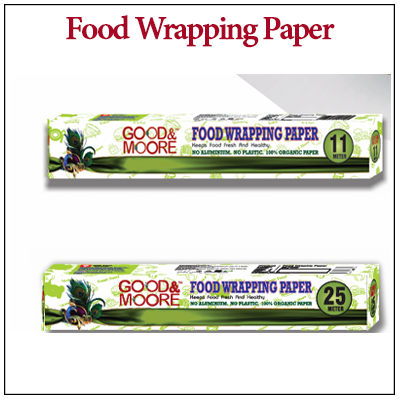 Food Wrapping Paper
GOOD&
MOORE
FOOD WRAPPING PAPER
Keeps Food Fresh And Healthy.
NO ALUMINIUM, NO PLASTIC, 100% ORGANIC PAPER
11
METER
GOOD&
MOORE
FOOD WRAPPING PAPER
Keeps Food Fresh And Healthy.
NO ALUMINIUM, NO PLASTIC, 100% ORGANIC PAPER
25
METER